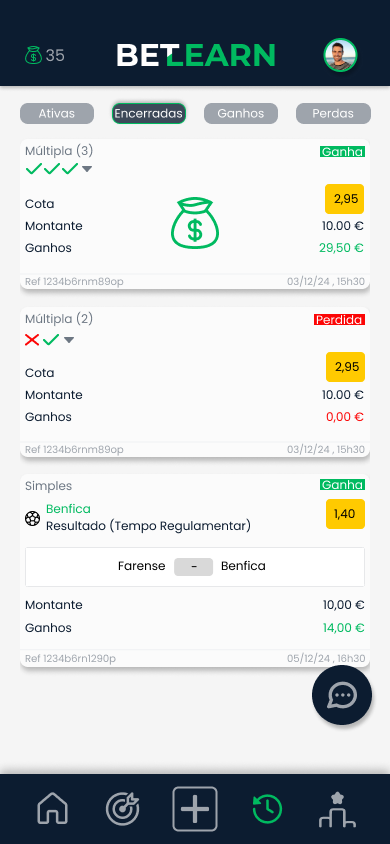 35
BETLEARN
Ativas Encerradas Ganhos Perdas
Múltipla (3) Ganha
Cota 2,95
Montante 10.00 €
Ganhos 29,50 €
Ref 1234b6rnm89op 03/12/24 , 15h30
Múltipla (2) Perdida
Cota 2,95
Montante 10.00 €
Ganhos 0,00 €
Ref 1234b6rnm89op 03/12/24 , 15h30
Simples Ganha
Benfica 1,40
Resultado (Tempo Regulamentar)
Farense - Benfica
Montante 10,00 €
Ganhos 14,00 €
Ref 1234b6rn1290p 05/12/24 , 16h30